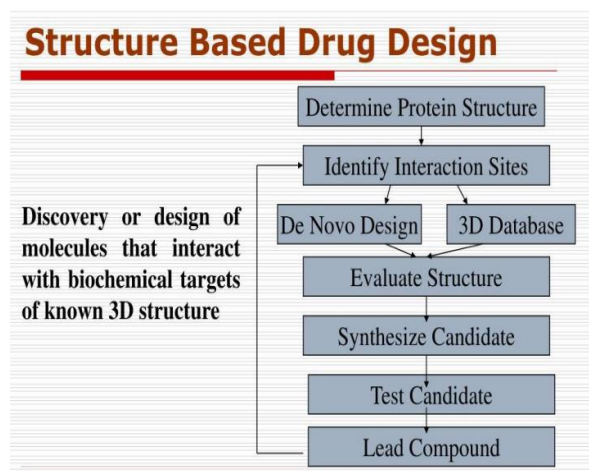 Structure Based Drug Design
Determine Protein Structure
Identify Interaction Sites
Discovery or design of
molecules that interact
with biochemical targets
of known 3D structure
De Novo Design
3D Database
Evaluate Structure
Synthesize Candidate
Test Candidate
Lead Compound